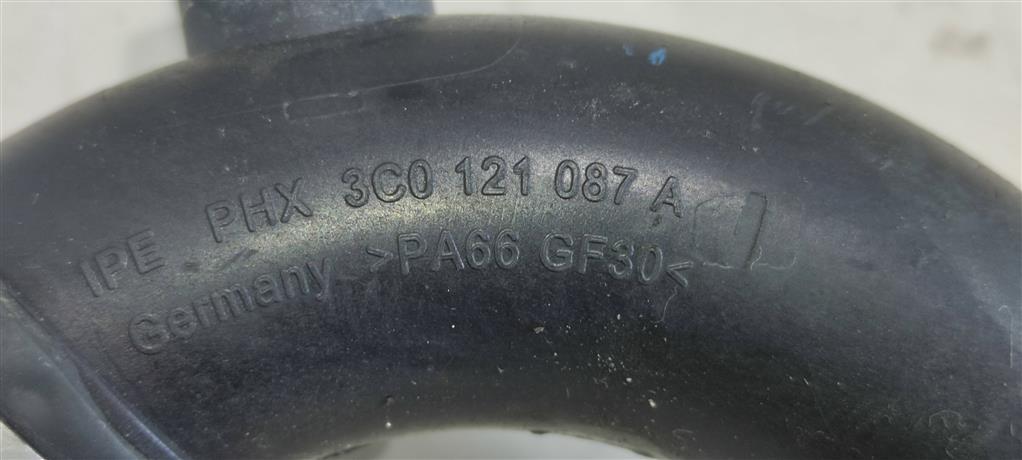 IPE PHX 3C0 121 087 A
Germany >PA66 GF30<